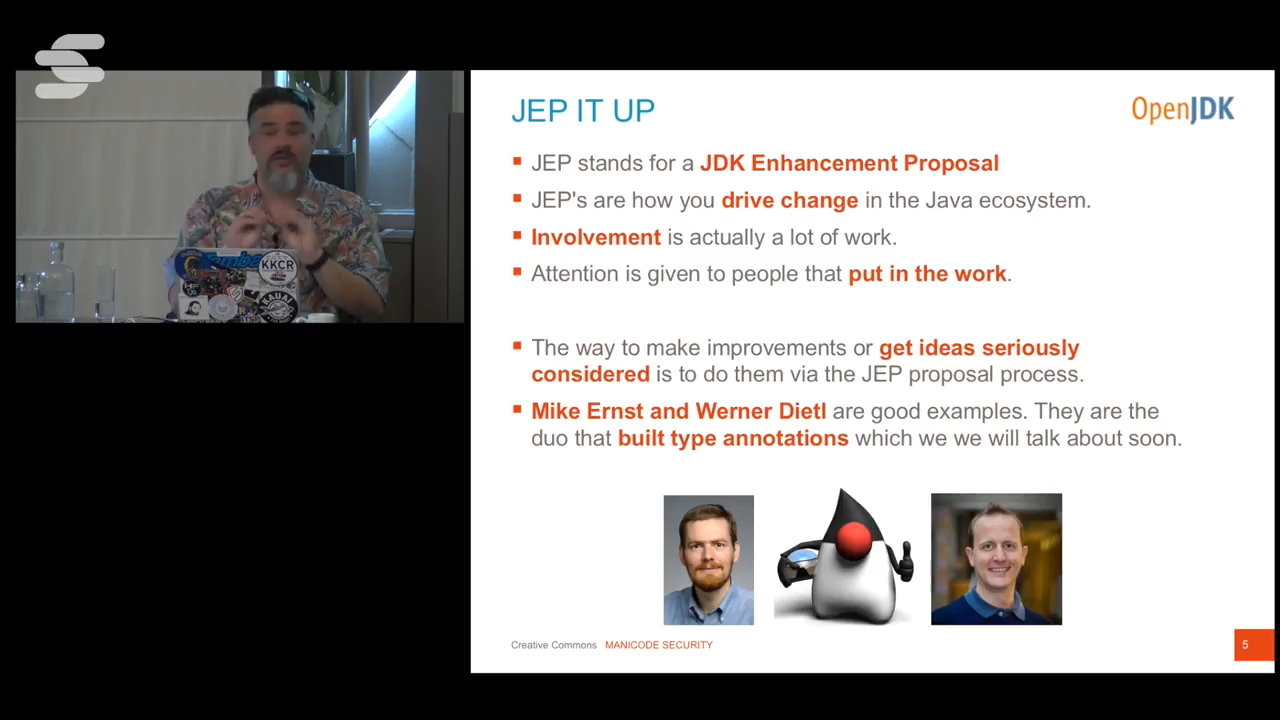 JEP IT UP
OpenJDK
JEP stands for a JDK Enhancement Proposal
JEP's are how you drive change in the Java ecosystem.
Involvement is actually a lot of work.
Attention is given to people that put in the work.
The way to make improvements or get ideas seriously
considered is to do them via the JEP proposal process.
Mike Ernst and Werner Dietl are good examples. They are the
duo that built type annotations which we we will talk about soon.
Creative Commons MANICODE SECURITY
5
KKCR
KAUAI